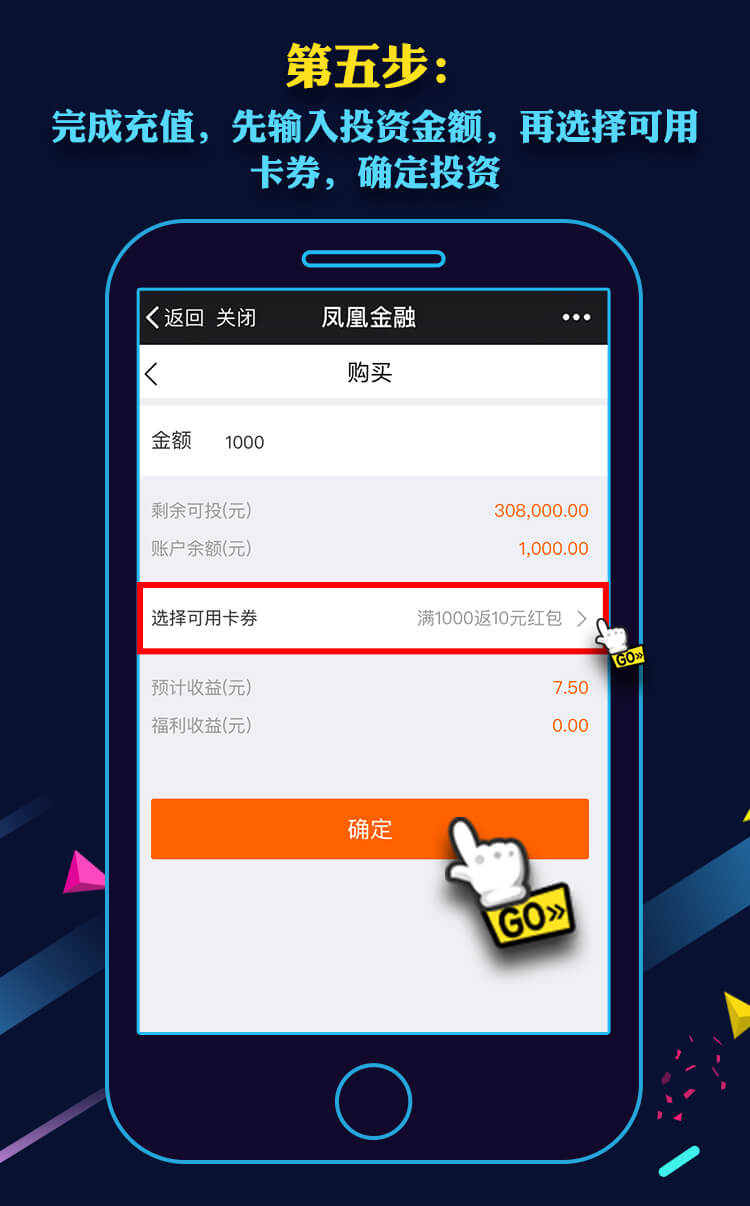 第五步：
完成充值，先输入投资金额，再选择可用
卡券，确定投资
返回 关闭 凤凰金融 •••
购买
金额 1000
剩余可投(元) 308,000.00
账户余额(元) 1,000.00
选择可用卡券 满1000返10元红包
GO»
预计收益(元) 7.50
福利收益(元) 0.00
确定
GO»